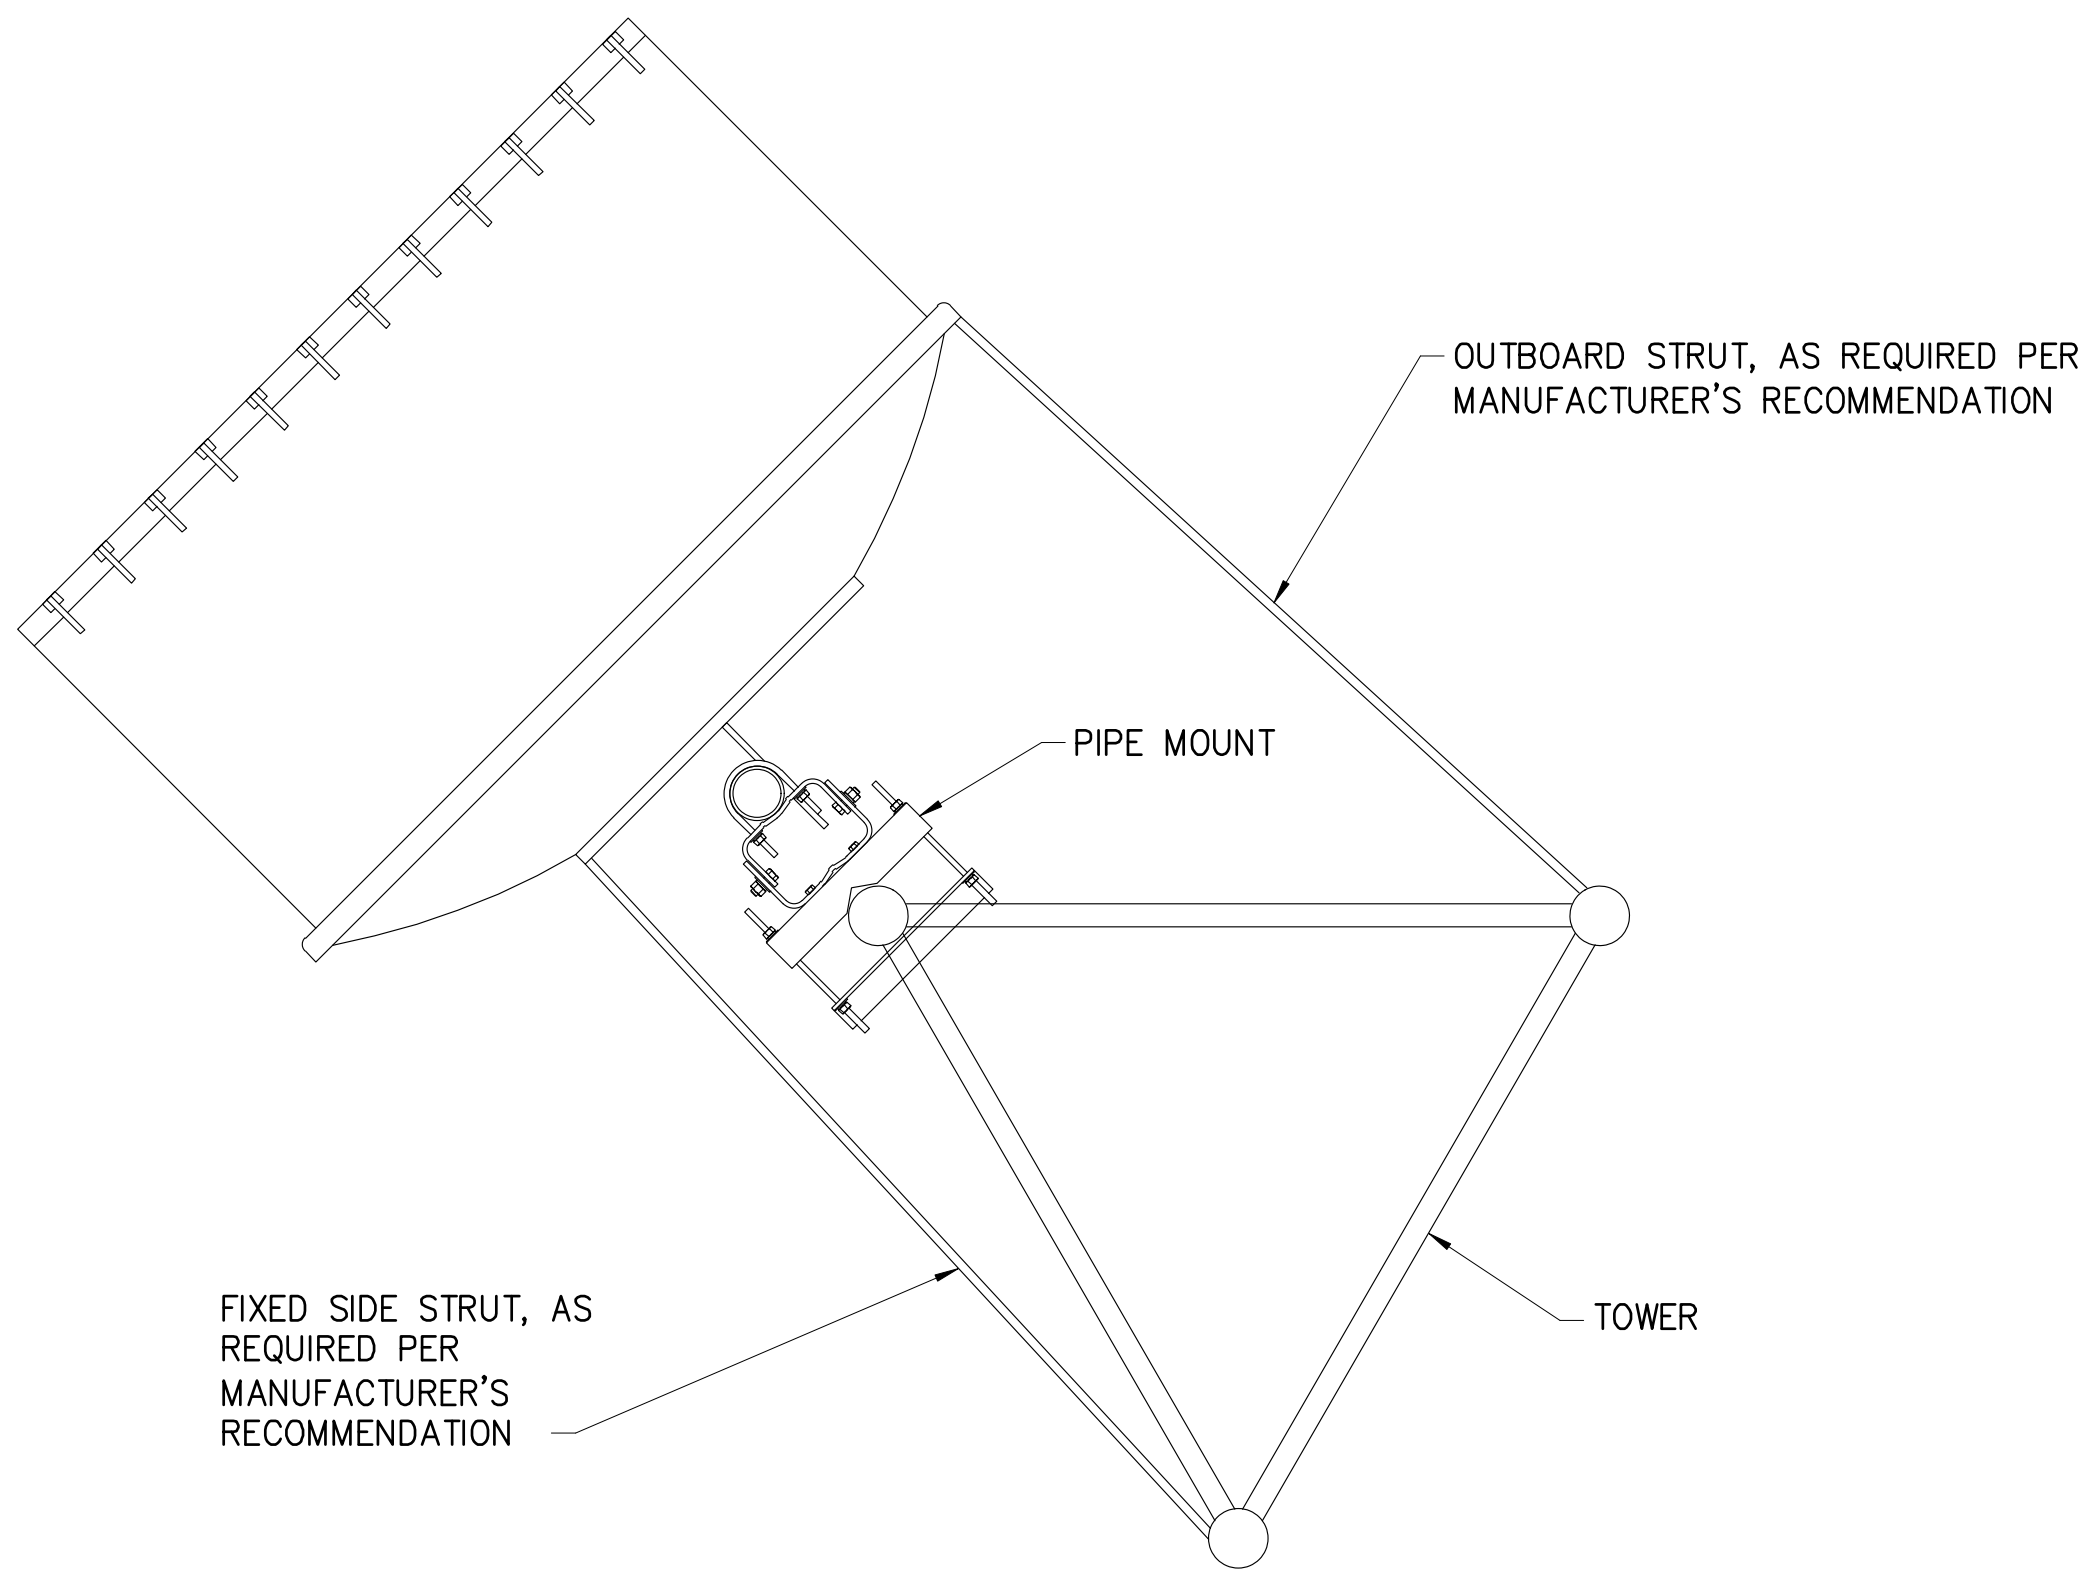 OUTBOARD STRUT, AS REQUIRED PER
MANUFACTURER'S RECOMMENDATION
PIPE MOUNT
FIXED SIDE STRUT, AS
REQUIRED PER
MANUFACTURER'S
RECOMMENDATION
TOWER